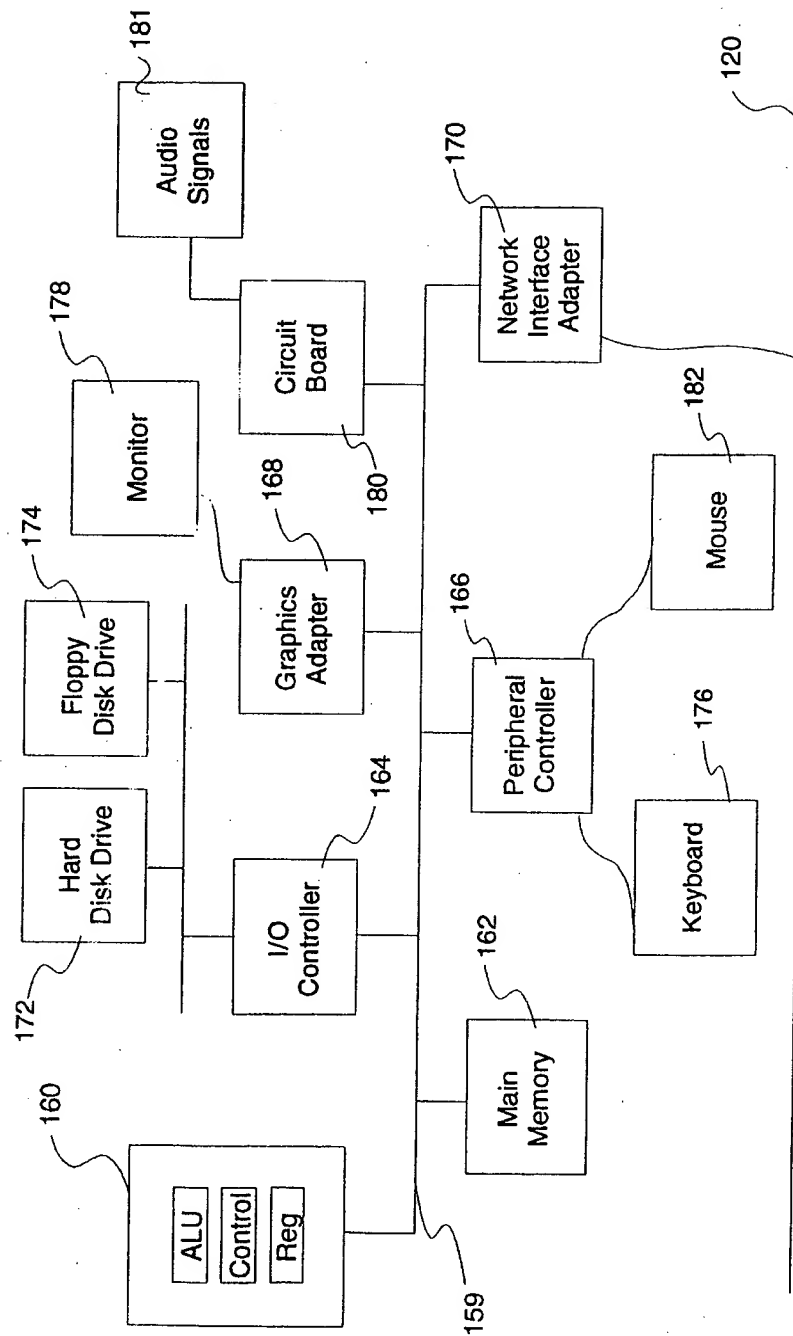 160
ALU
Control
Reg
159
172
Hard
Disk Drive
Floppy
Disk Drive
174
I/O
Controller
164
Monitor
178
Graphics
Adapter
168
Circuit
Board
180
Audio
Signals
181
Main
Memory
162
Peripheral
Controller
166
Keyboard
176
Mouse
182
Network
Interface
Adapter
170
120